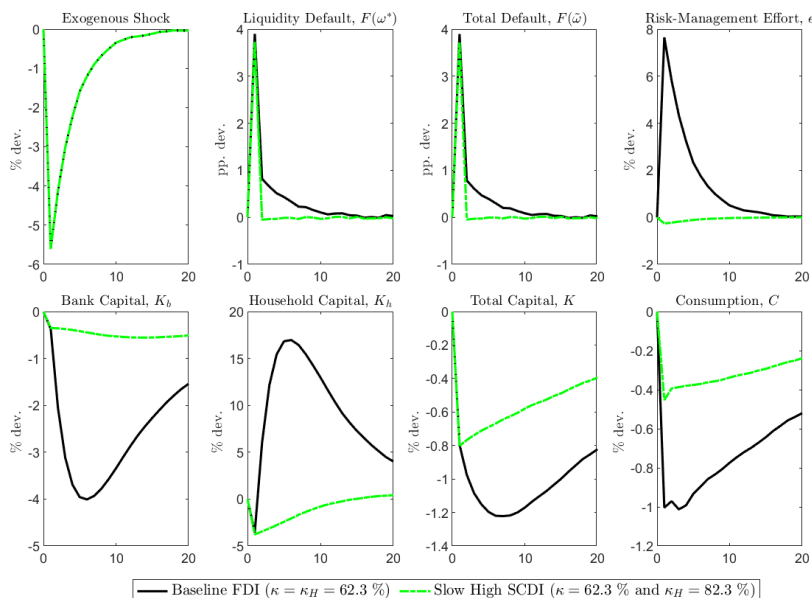 Exogenous Shock
Liquidity Default, F(ω*)
Total Default, F(ω̃)
Risk-Management Effort, e
% dev.
pp. dev.
pp. dev.
% dev.
0
-1
-2
-3
-4
-5
-6
0 10 20
4
3
2
1
0
-1
0 10 20
4
3
2
1
0
-1
0 10 20
8
6
4
2
0
-2
0 10 20
Bank Capital, K_b
Household Capital, K_h
Total Capital, K
Consumption, C
% dev.
% dev.
% dev.
% dev.
0
-1
-2
-3
-4
-5
0 10 20
20
15
10
5
0
-5
0 10 20
0
-0.2
-0.4
-0.6
-0.8
-1
-1.2
-1.4
0 10 20
0
-0.2
-0.4
-0.6
-0.8
-1
-1.2
0 10 20
Baseline FDI (κ = κ_H = 62.3 %)
Slow High SCDI (κ = 62.3 % and κ_H = 82.3 %)